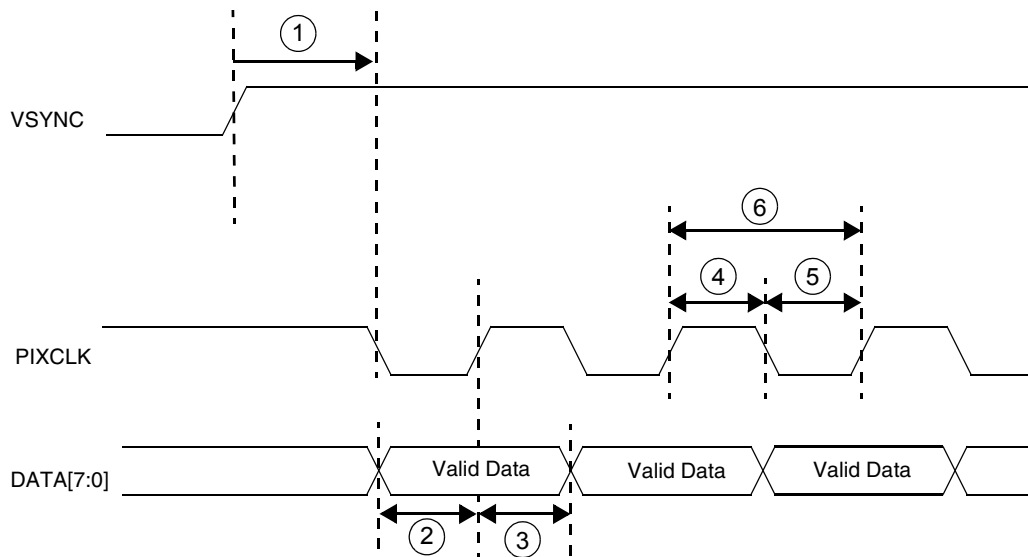 1
VSYNC
6
4 5
PIXCLK
DATA[7:0] Valid Data Valid Data Valid Data
2 3